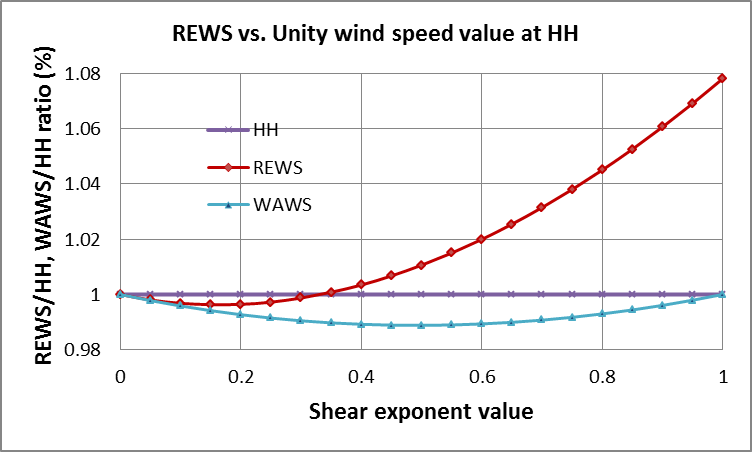 REWS vs. Unity wind speed value at HH
REWS/HH, WAWS/HH ratio (%)
1.08
1.06
1.04
1.02
1
0.98
HH
REWS
WAWS
0 0.2 0.4 0.6 0.8 1
Shear exponent value